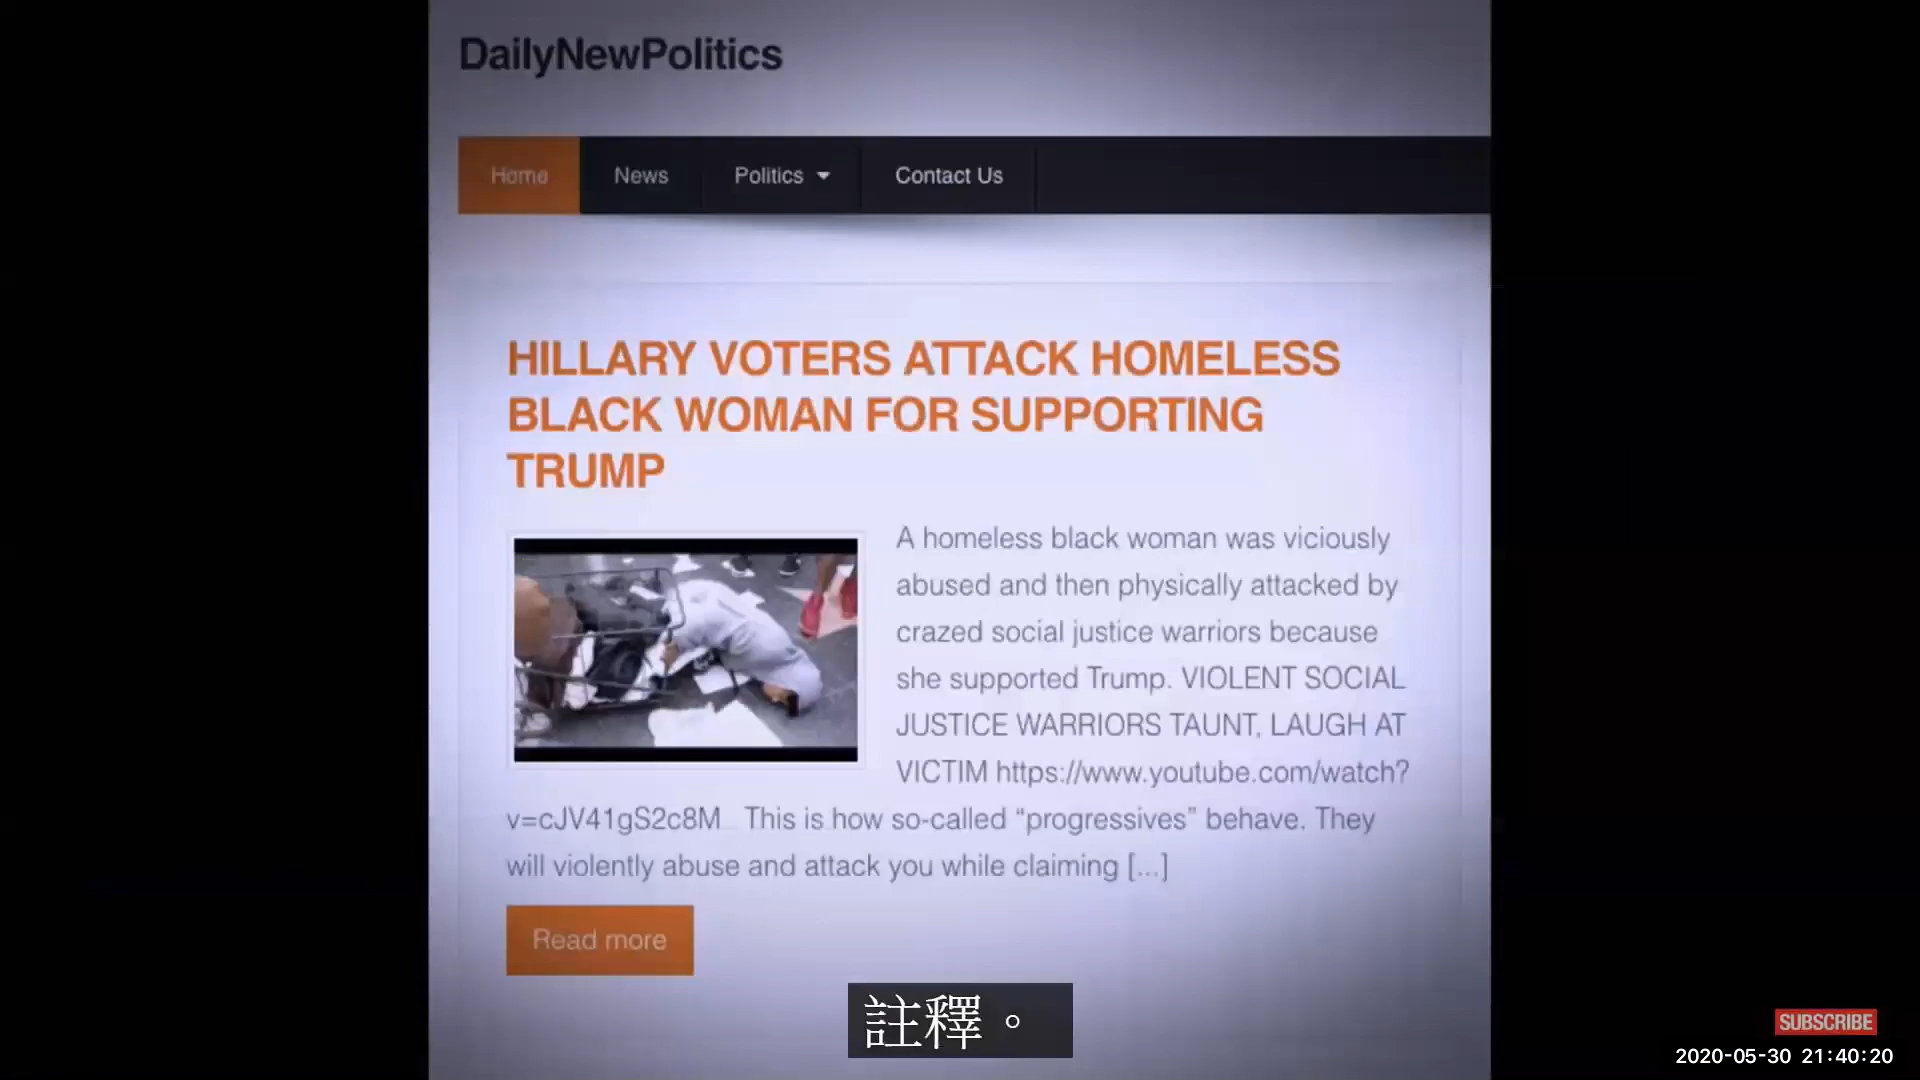 DailyNewPolitics
Home
News
Politics
Contact Us
HILLARY VOTERS ATTACK HOMELESS
BLACK WOMAN FOR SUPPORTING
TRUMP
A homeless black woman was viciously
abused and then physically attacked by
crazed social justice warriors because
she supported Trump. VIOLENT SOCIAL
JUSTICE WARRIORS TAUNT, LAUGH AT
VICTIM https://www.youtube.com/watch?
v=cJV41gS2c8M This is how so-called “progressives” behave. They
will violently abuse and attack you while claiming [...]
Read more
註釋。
SUBSCRIBE
2020-05-30 21:40:20